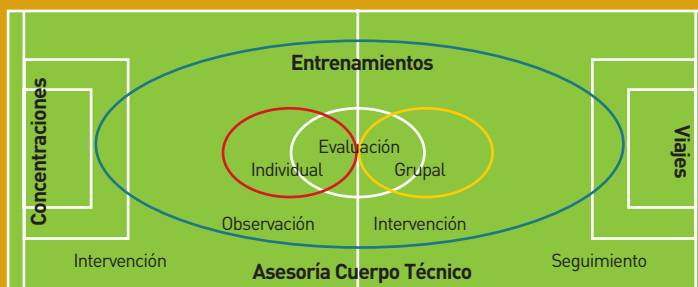 Entrenamientos
Concentraciones
Evaluación
Individual
Grupal
Viajes
Observación
Intervención
Intervención
Asesoría Cuerpo Técnico
Seguimiento